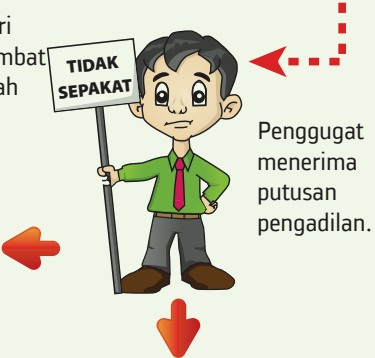 TIDAK
SEPAKAT
Penggugat
menerima
putusan
pengadilan.